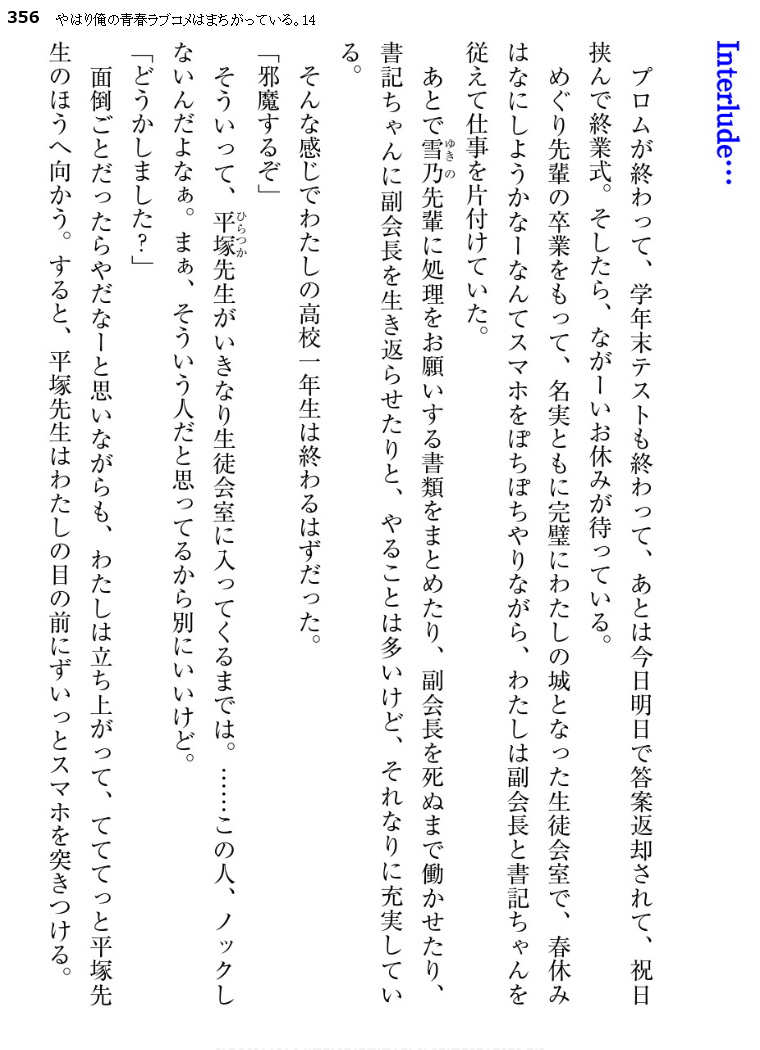 356 やはり俺の青春ラブコメはまちがっている。14
Interlude…
プロムが終わって、学年末テストも終わって、あとは今日明日で答案返却されて、祝日
挟んで終業式。そしたら、ながーいお休みが待っている。
めぐり先輩の卒業をもって、名実ともに完璧にわたしの城となった生徒会室で、春休み
はなにしようかなーなんてスマホをぽちぽちやりながら、わたしは副会長と書記ちゃんを
従えて仕事を片付けていた。
あとで雪乃先輩に処理をお願いする書類をまとめたり、副会長を死ぬまで働かせたり、
書記ちゃんに副会長を生き返らせたりと、やることは多いけど、それなりに充実してい
る。
そんな感じでわたしの高校一年生は終わるはずだった。
「邪魔するぞ」
そういって、平塚先生がいきなり生徒会室に入ってくるまでは。……この人、ノックし
ないんだよなぁ。まぁ、そういう人だと思ってるから別にいいけど。
「どうかしました？」
面倒ごとだったらやだなーと思いながらも、わたしは立ち上がって、てててっと平塚先
生のほうへ向かう。すると、平塚先生はわたしの目の前にずいっとスマホを突きつける。